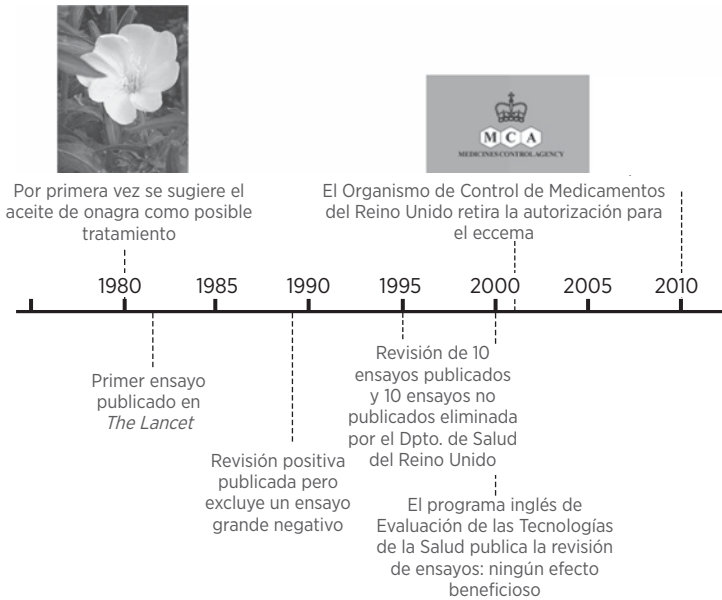 MCA
MEDICINES CONTROL AGENCY
Por primera vez se sugiere el
aceite de onagra como posible
tratamiento
El Organismo de Control de Medicamentos
del Reino Unido retira la autorización para
el eccema
1980 1985 1990 1995 2000 2005 2010
Primer ensayo
publicado en
The Lancet
Revisión positiva
publicada pero
excluye un ensayo
grande negativo
Revisión de 10
ensayos publicados
y 10 ensayos no
publicados eliminada
por el Dpto. de Salud
del Reino Unido
El programa inglés de
Evaluación de las Tecnologías
de la Salud publica la revisión
de ensayos: ningún efecto
beneficioso